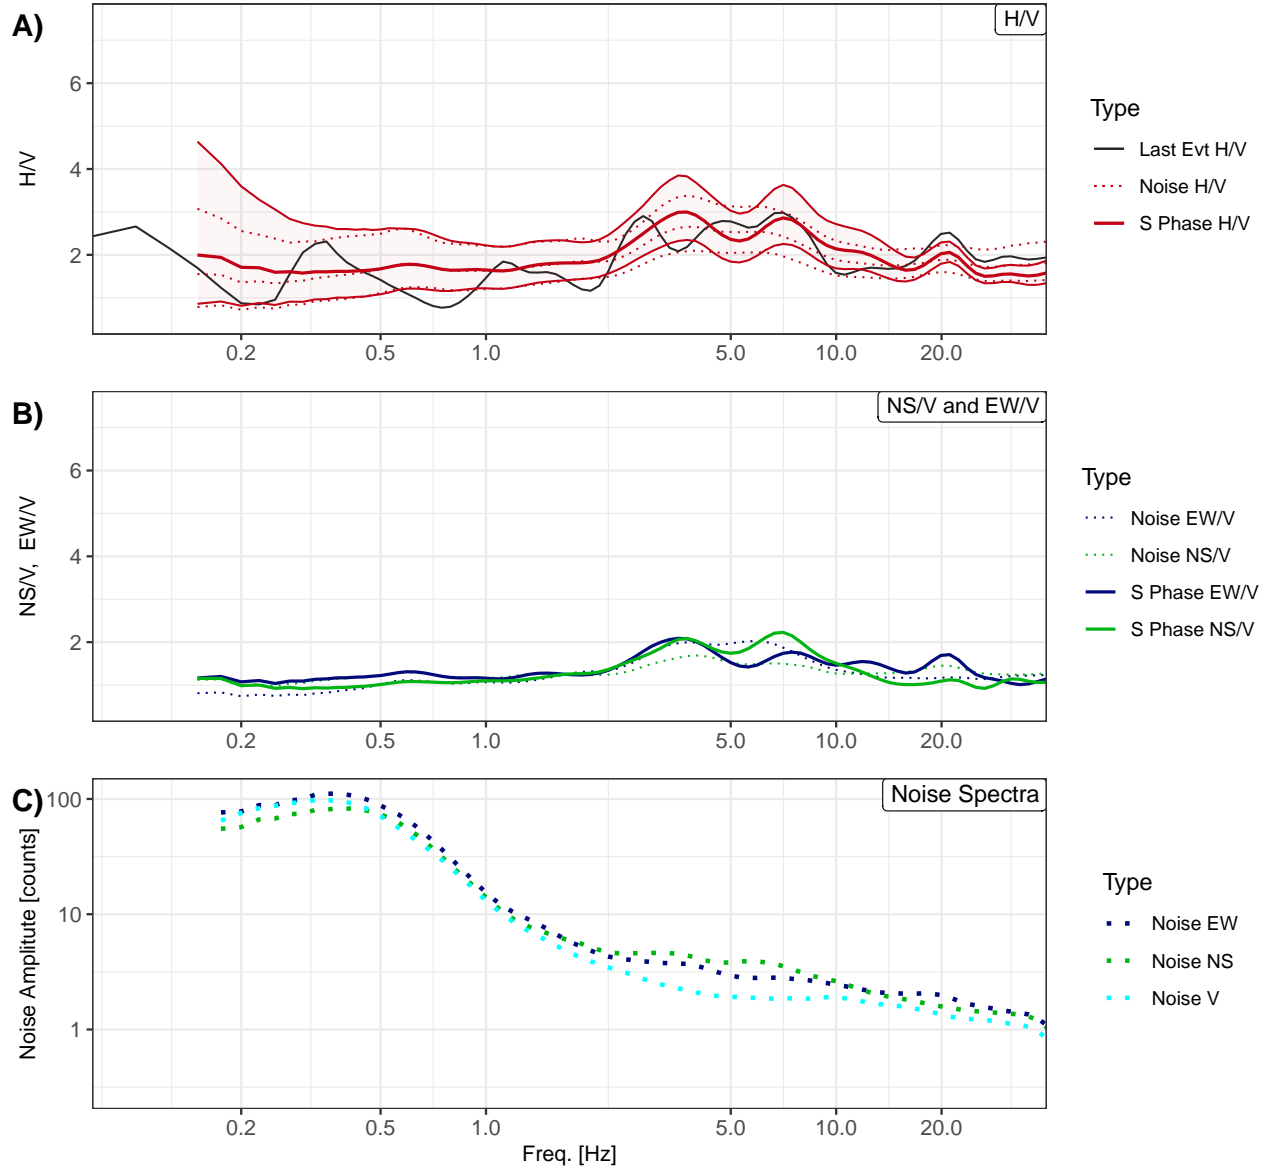 A)
H/V
6
4
2
H/V
0.2 0.5 1.0 5.0 10.0 20.0
Type
Last Evt H/V
Noise H/V
S Phase H/V
B)
NS/V and EW/V
6
4
2
NS/V, EW/V
0.2 0.5 1.0 5.0 10.0 20.0
Type
Noise EW/V
Noise NS/V
S Phase EW/V
S Phase NS/V
C)
Noise Spectra
100
10
1
Noise Amplitute [counts]
0.2 0.5 1.0 5.0 10.0 20.0
Freq. [Hz]
Type
Noise EW
Noise NS
Noise V